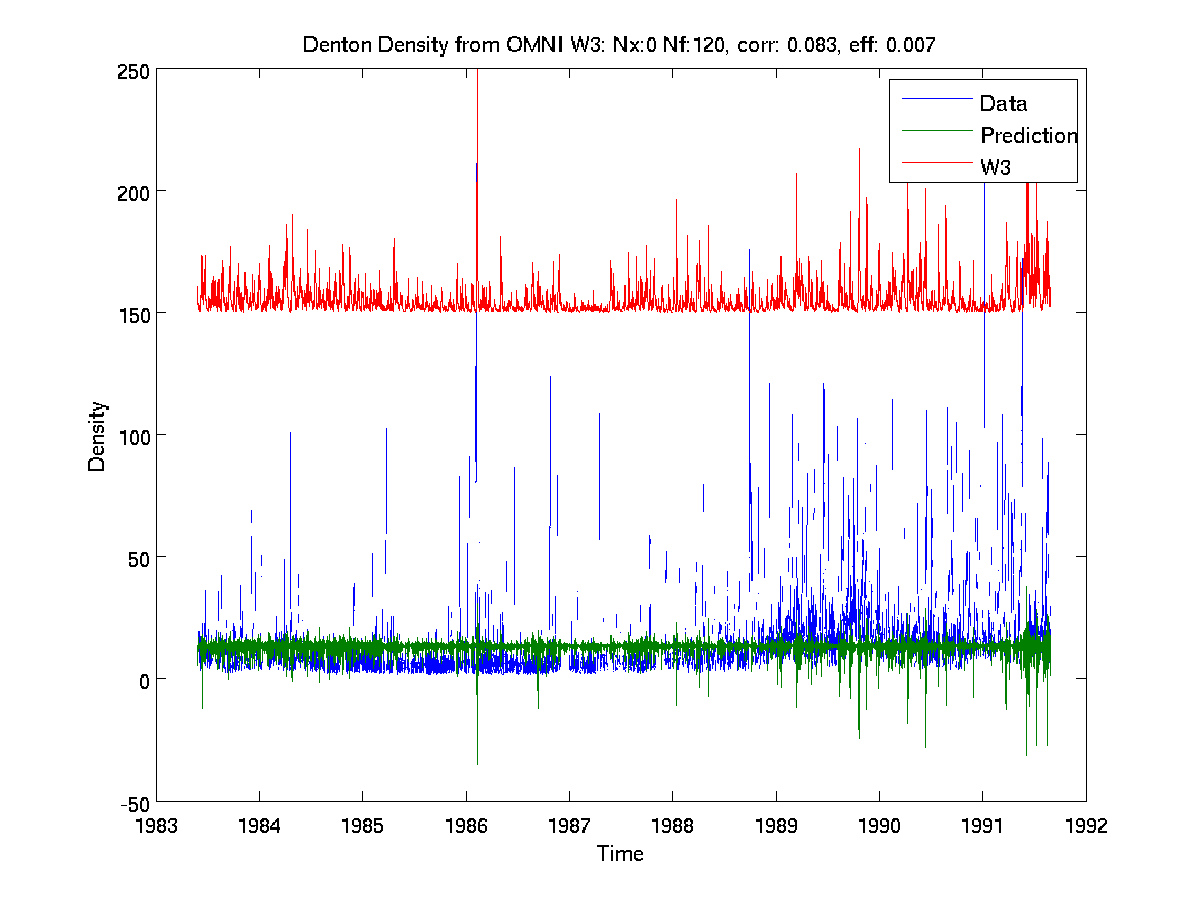 Denton Density from OMNI W3: Nx:0 Nf:120, corr: 0.083, eff: 0.007
250
200
150
100
50
0
-50
Density
Data
Prediction
W3
1983 1984 1985 1986 1987 1988 1989 1990 1991 1992
Time